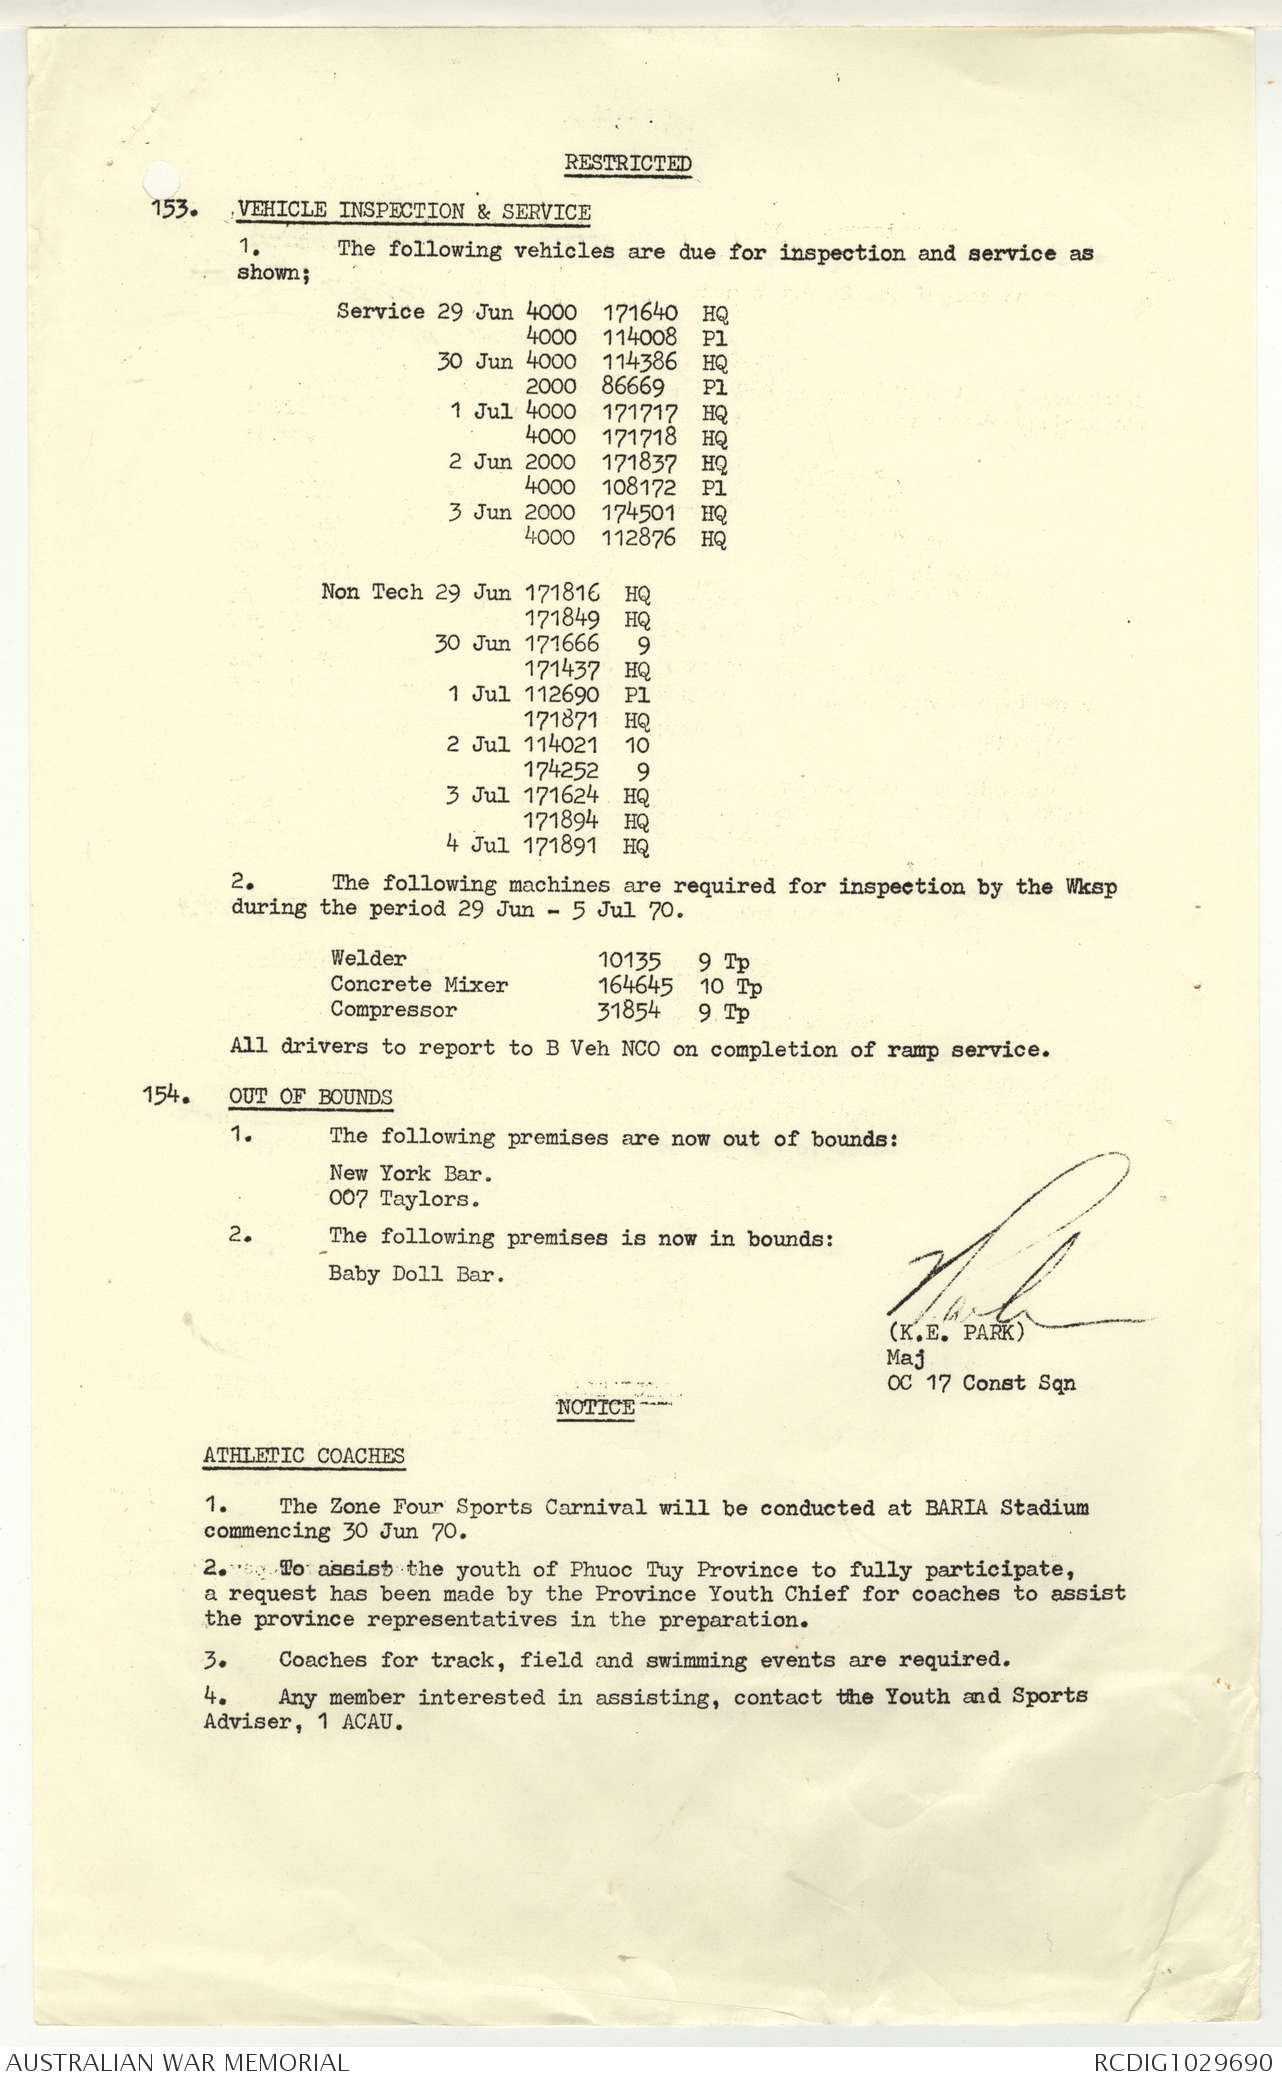 RESTRICTED
153. VEHICLE INSPECTION & SERVICE
1. The following vehicles are due for inspection and service as
shown;
Service 29 Jun 4000 171640 HQ
4000 114008 Pl
30 Jun 4000 114386 HQ
2000 86669 Pl
1 Jul 4000 171717 HQ
4000 171718 HQ
2 Jun 2000 171837 HQ
4000 108172 Pl
3 Jun 2000 174501 HQ
4000 112876 HQ
Non Tech 29 Jun 171816 HQ
171849 HQ
30 Jun 171666 9
171437 HQ
1 Jul 112690 Pl
171871 HQ
2 Jul 114021 10
174252 9
3 Jul 171624 HQ
171894 HQ
4 Jul 171891 HQ
2. The following machines are required for inspection by the Wksp
during the period 29 Jun - 5 Jul 70.
Welder 10135 9 Tp
Concrete Mixer 164645 10 Tp
Compressor 31854 9 Tp
All drivers to report to B Veh NCO on completion of ramp service.
154. OUT OF BOUNDS
1. The following premises are now out of bounds:
New York Bar.
007 Taylors.
2. The following premises is now in bounds:
Baby Doll Bar.
(K.E. PARK)
Maj
OC 17 Const Sqn
NOTICE
ATHLETIC COACHES
1. The Zone Four Sports Carnival will be conducted at BARIA Stadium
commencing 30 Jun 70.
2. To assist the youth of Phuoc Tuy Province to fully participate,
a request has been made by the Province Youth Chief for coaches to assist
the province representatives in the preparation.
3. Coaches for track, field and swimming events are required.
4. Any member interested in assisting, contact the Youth and Sports
Adviser, 1 ACAU.
AUSTRALIAN WAR MEMORIAL
RCDIG1029690